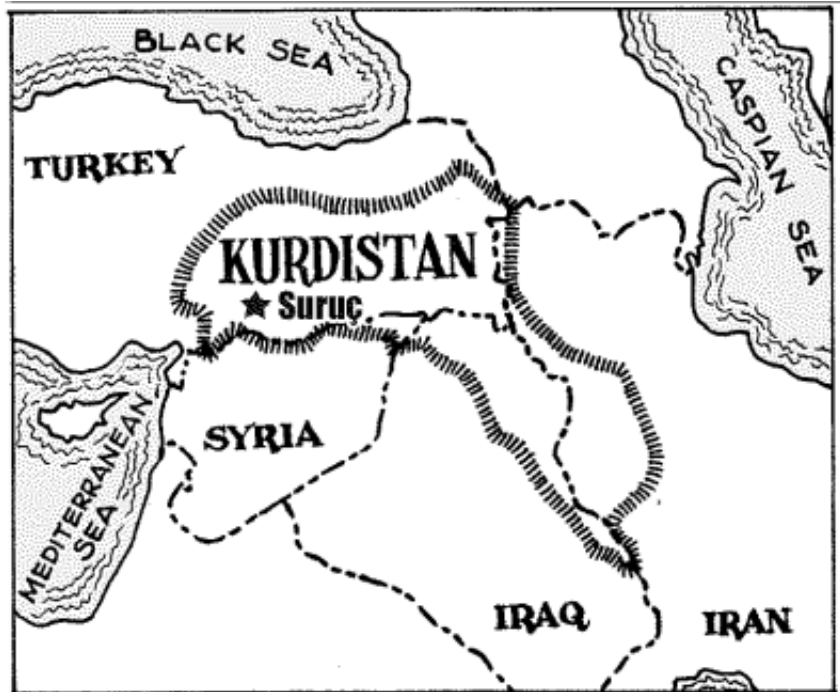 BLACK SEA
CASPIAN SEA
TURKEY
KURDISTAN
Suruç
SYRIA
MEDITERRANEAN
SEA
IRAQ
IRAN